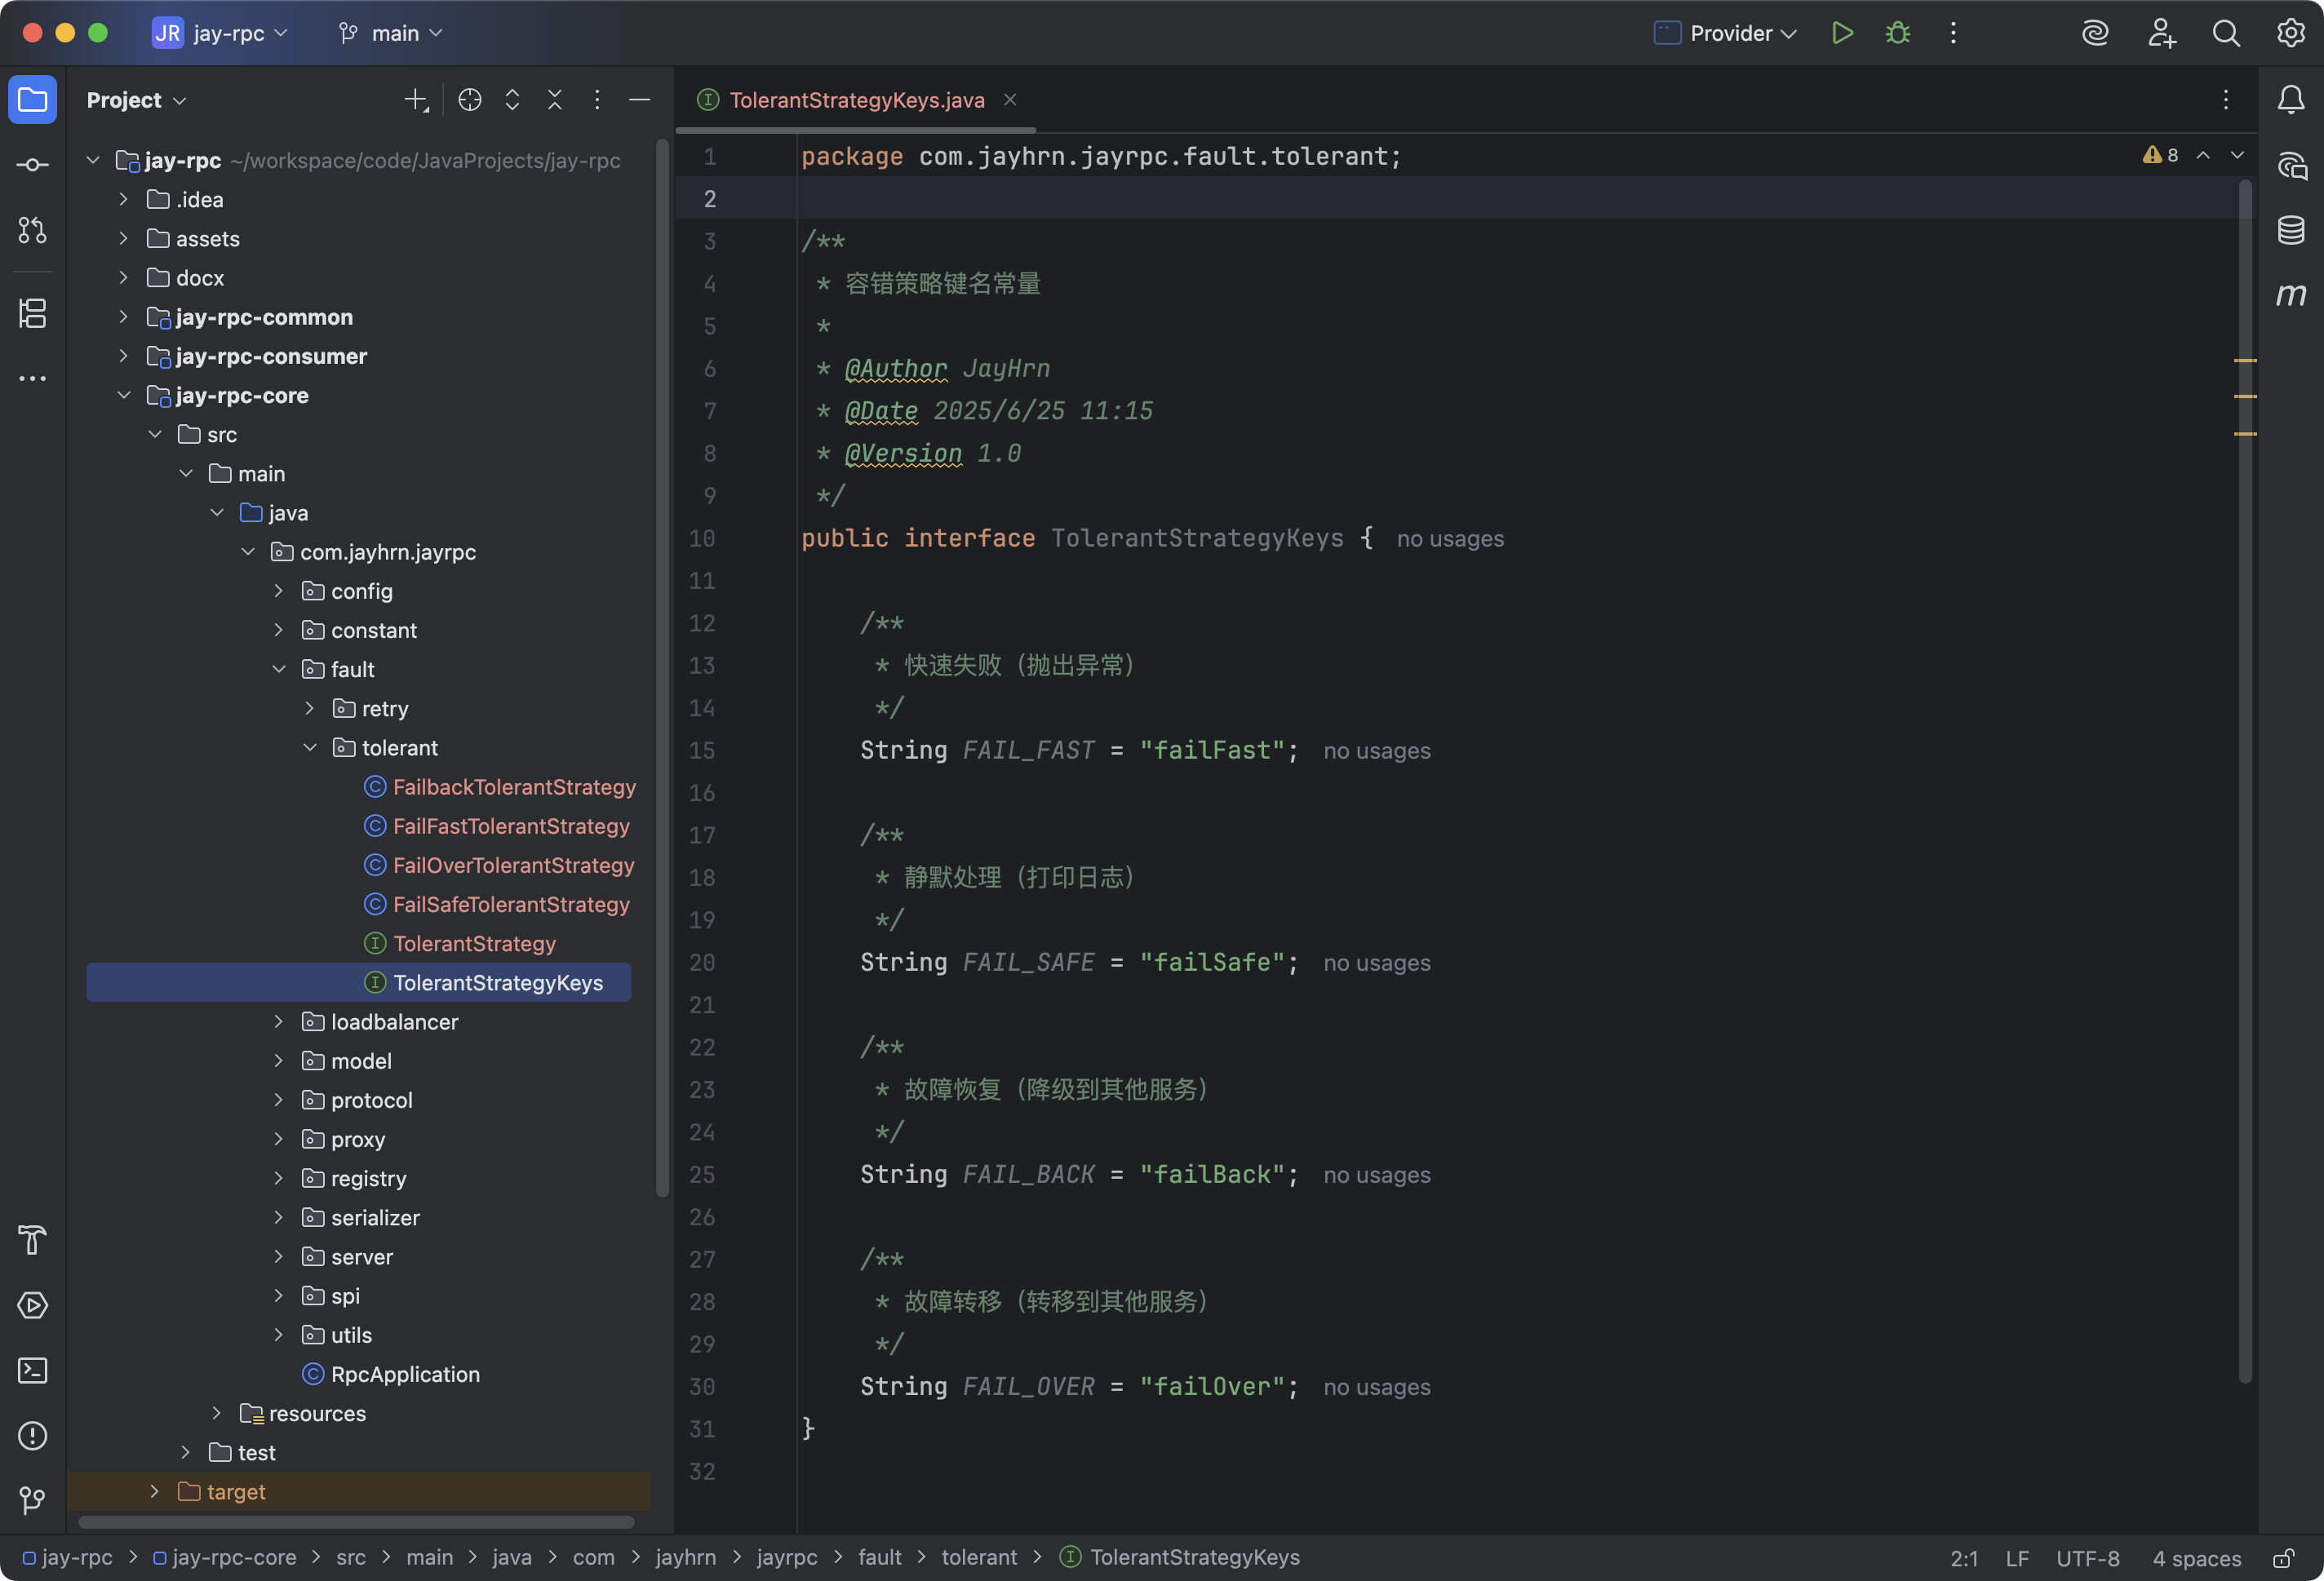 JR jay-rpc main Provider
Project
jay-rpc ~/workspace/code/JavaProjects/jay-rpc
.idea
assets
docx
jay-rpc-common
jay-rpc-consumer
jay-rpc-core
src
main
java
com.jayhrn.jayrpc
config
constant
fault
retry
tolerant
FailbackTolerantStrategy
FailFastTolerantStrategy
FailOverTolerantStrategy
FailSafeTolerantStrategy
TolerantStrategy
TolerantStrategyKeys
loadbalancer
model
protocol
proxy
registry
serializer
server
spi
utils
RpcApplication
resources
test
target
TolerantStrategyKeys.java
8
1 package com.jayhrn.jayrpc.fault.tolerant;
2
3 /**
4 * 容错策略键名常量
5 *
6 * @Author JayHrn
7 * @Date 2025/6/25 11:15
8 * @Version 1.0
9 */
10 public interface TolerantStrategyKeys { no usages
11
12 /**
13 * 快速失败（抛出异常）
14 */
15 String FAIL_FAST = "failFast"; no usages
16
17 /**
18 * 静默处理（打印日志）
19 */
20 String FAIL_SAFE = "failSafe"; no usages
21
22 /**
23 * 故障恢复（降级到其他服务）
24 */
25 String FAIL_BACK = "failBack"; no usages
26
27 /**
28 * 故障转移（转移到其他服务）
29 */
30 String FAIL_OVER = "failOver"; no usages
31 }
32
m
jay-rpc > jay-rpc-core > src > main > java > com > jayhrn > jayrpc > fault > tolerant > TolerantStrategyKeys
2:1 LF UTF-8 4 spaces